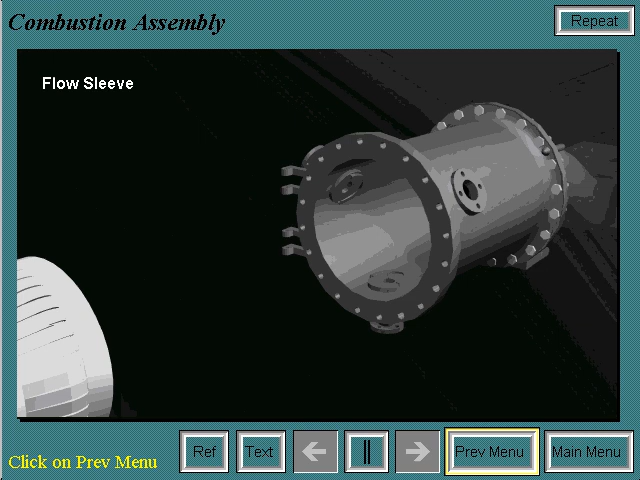 Combustion Assembly
Repeat
Flow Sleeve
Click on Prev Menu
Ref
Text
Prev Menu
Main Menu